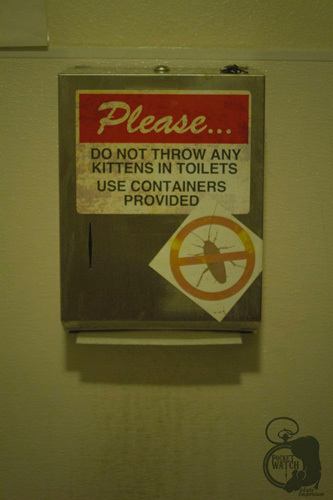 Please...
DO NOT THROW ANY
KITTENS IN TOILETS
USE CONTAINERS
PROVIDED
POCKET
WATCH